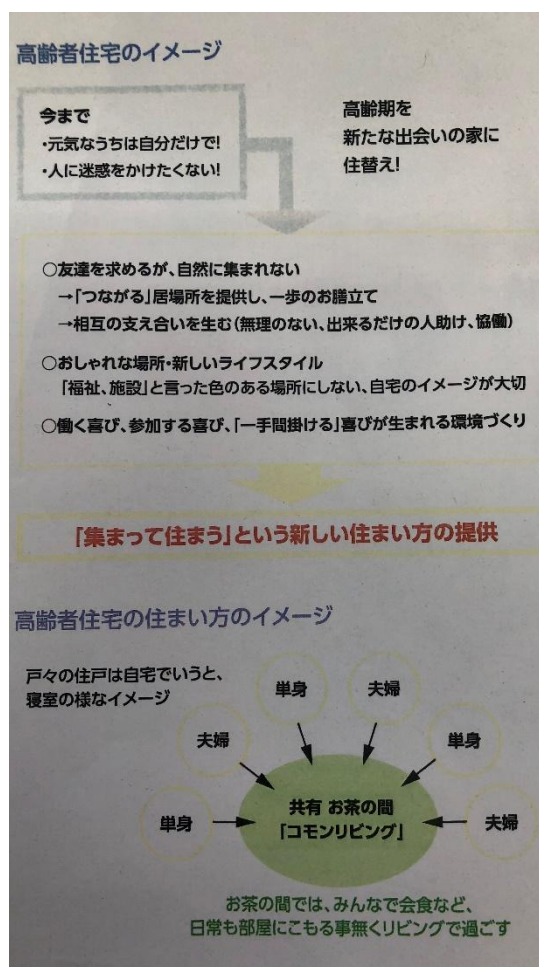 高齢者住宅のイメージ
今まで
・元気なうちは自分だけで!
・人に迷惑をかけたくない!
高齢期を
新たな出会いの家に
住替え!
○友達を求めるが、自然に集まれない
→「つながる」居場所を提供し、一歩のお膳立て
→相互の支え合いを生む(無理のない、出来るだけの人助け、協働)
○おしゃれな場所・新しいライフスタイル
「福祉、施設」と言った色のある場所にしない、自宅のイメージが大切
○働く喜び、参加する喜び、「一手間掛ける」喜びが生まれる環境づくり
「集まって住まう」という新しい住まい方の提供
高齢者住宅の住まい方のイメージ
戸々の住戸は自宅でいうと、
寝室の様なイメージ
単身
夫婦
夫婦
単身
単身
夫婦
共有 お茶の間
「コモンリビング」
お茶の間では、みんなで会食など、
日常も部屋にこもる事無くリビングで過ごす